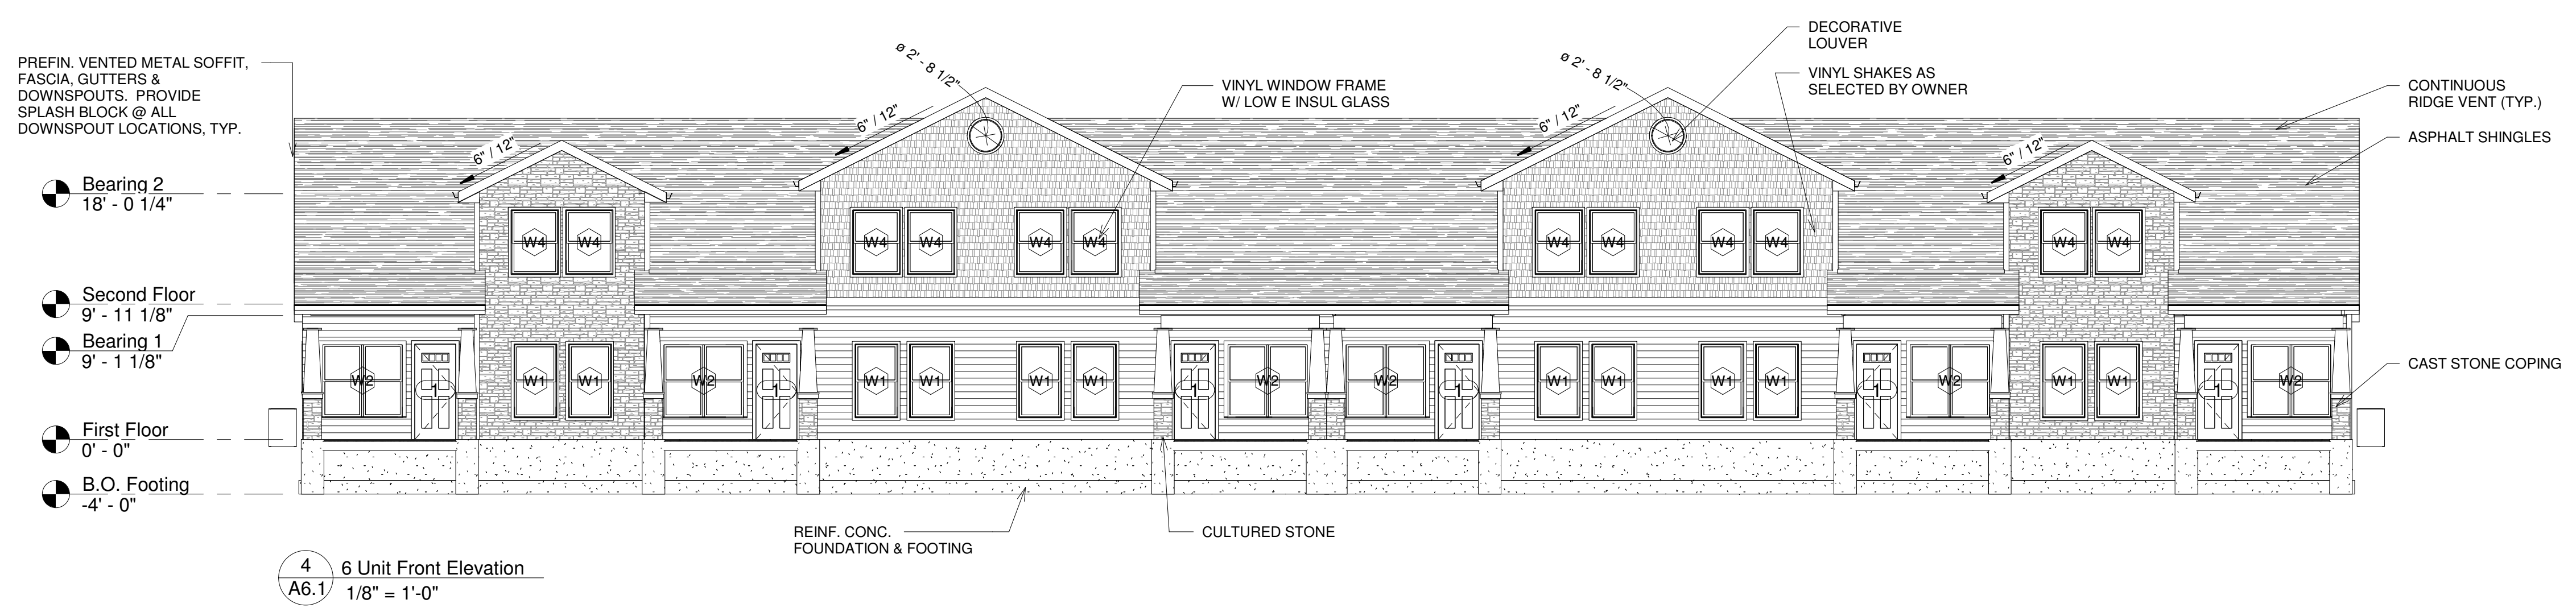 DECORATIVE
LOUVER
PREFIN. VENTED METAL SOFFIT,
FASCIA, GUTTERS &
DOWNSPOUTS.  PROVIDE
SPLASH BLOCK @ ALL
DOWNSPOUT LOCATIONS, TYP.
ø 2' - 8 1/2"
ø 2' - 8 1/2"
VINYL WINDOW FRAME
W/ LOW E INSUL GLASS
VINYL SHAKES AS
SELECTED BY OWNER
CONTINUOUS
RIDGE VENT (TYP.)
ASPHALT SHINGLES
6" / 12"
6" / 12"
6" / 12"
6" / 12"
Bearing 2
18' - 0 1/4"
W4 W4 W4 W4 W4 W4 W4 W4 W4 W4 W4 W4
Second Floor
9' - 11 1/8"
Bearing 1
9' - 1 1/8"
W2 1 W1 W1 W2 1 W1 W1 W1 W1 1 W2 W2 1 W1 W1 W1 W1 1 W2 W1 W1 1 W2
CAST STONE COPING
First Floor
0' - 0"
B.O. Footing
-4' - 0"
REINF. CONC.
FOUNDATION & FOOTING
CULTURED STONE
4
A6.1
6 Unit Front Elevation
1/8" = 1'-0"